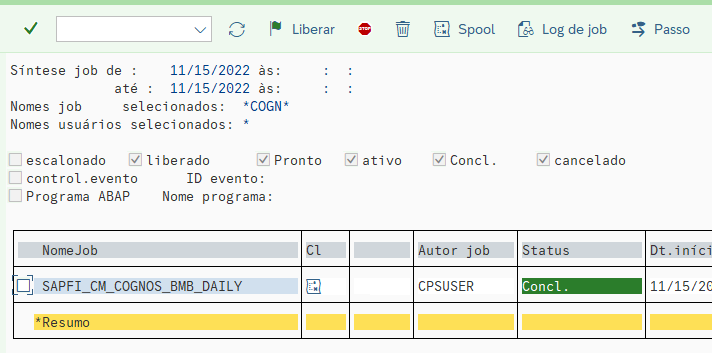 Liberar STOP Spool Log de job Passo
Síntese job de : 11/15/2022 às: : :
até : 11/15/2022 às: : :
Nomes job selecionados: *COGN*
Nomes usuários selecionados: *
escalonado liberado Pronto ativo Concl. cancelado
control.evento ID evento:
Programa ABAP Nome programa:
NomeJob Cl Autor job Status Dt.iníci
SAPFI_CM_COGNOS_BMB_DAILY CPSUSER Concl. 11/15/20
*Resumo